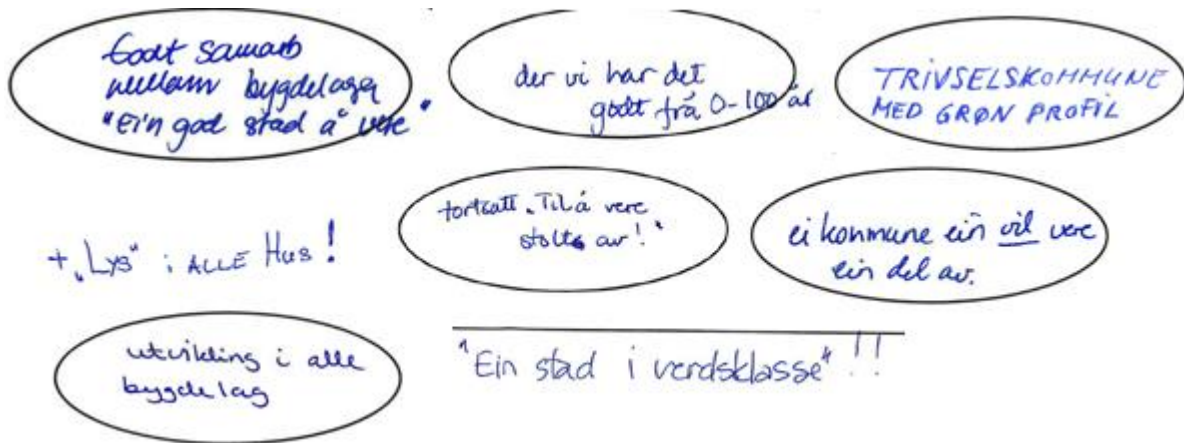 Godt samarb
mellom bygdelaga
"Ein god stad å vere"
der vi har det
godt frå 0-100 år
TRIVSELSKOMMUNE
MED GRØN PROFIL
fortsatt "Til å vere
stolte av!"
+ "Lys" i ALLE Hus!
ei kommune ein vil vere
ein del av.
utvikling i alle
bygdelag
"Ein stad i verdsklasse"!!